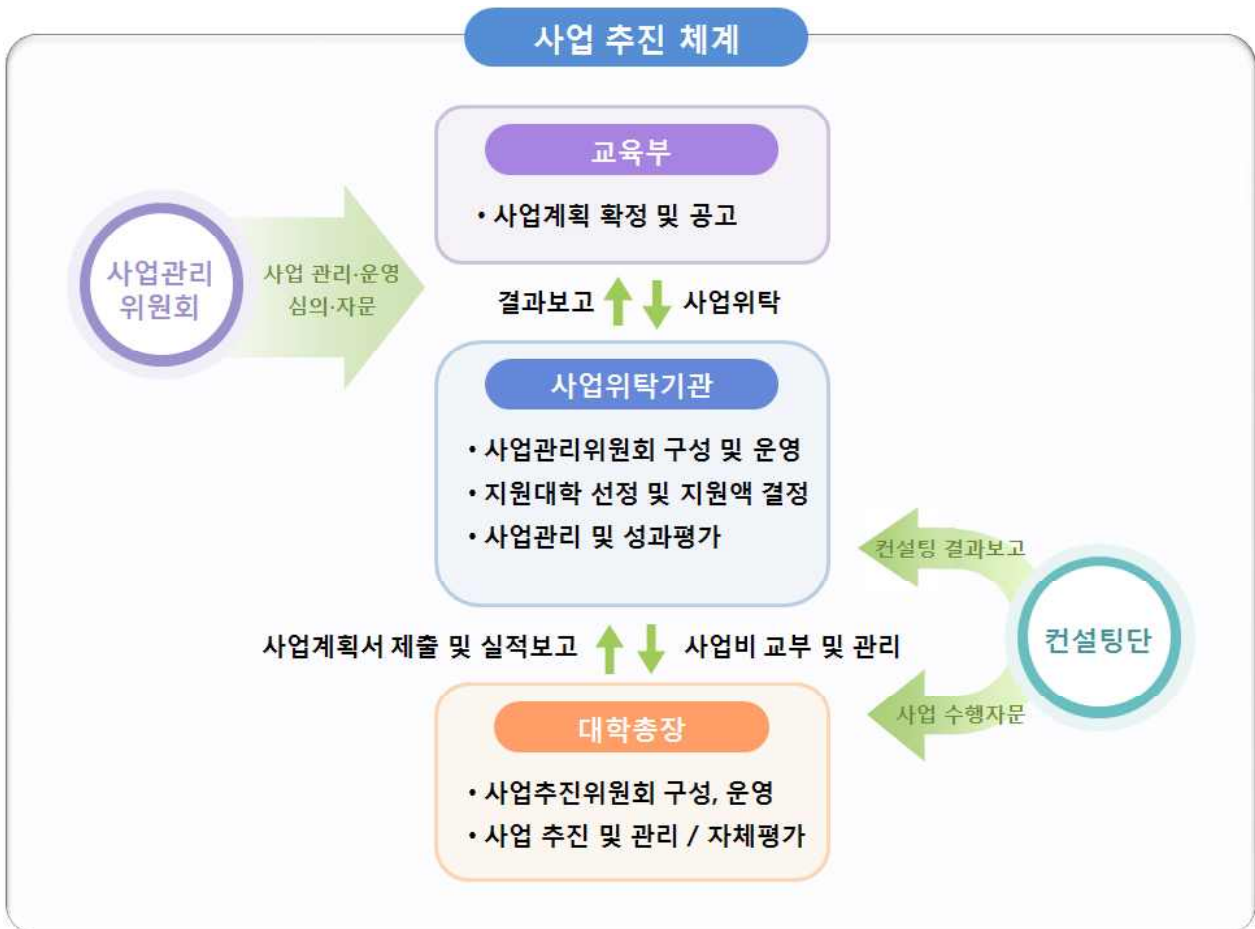 사업 추진 체계
교육부
• 사업계획 확정 및 공고
사업관리
위원회
사업 관리·운영
심의·자문
결과보고
사업위탁
사업위탁기관
• 사업관리위원회 구성 및 운영
• 지원대학 선정 및 지원액 결정
• 사업관리 및 성과평가
컨설팅 결과보고
컨설팅단
사업 수행자문
사업계획서 제출 및 실적보고
사업비 교부 및 관리
대학총장
• 사업추진위원회 구성, 운영
• 사업 추진 및 관리 / 자체평가